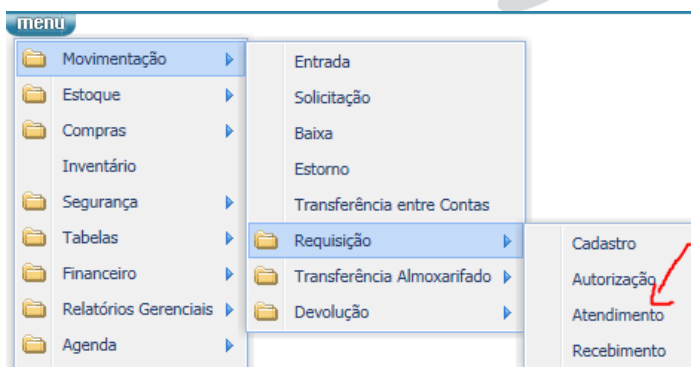 menu
Movimentação
Estoque
Compras
Inventário
Segurança
Tabelas
Financeiro
Relatórios Gerenciais
Agenda
Entrada
Solicitação
Baixa
Estorno
Transferência entre Contas
Requisição
Transferência Almoxarifado
Devolução
Cadastro
Autorização
Atendimento
Recebimento